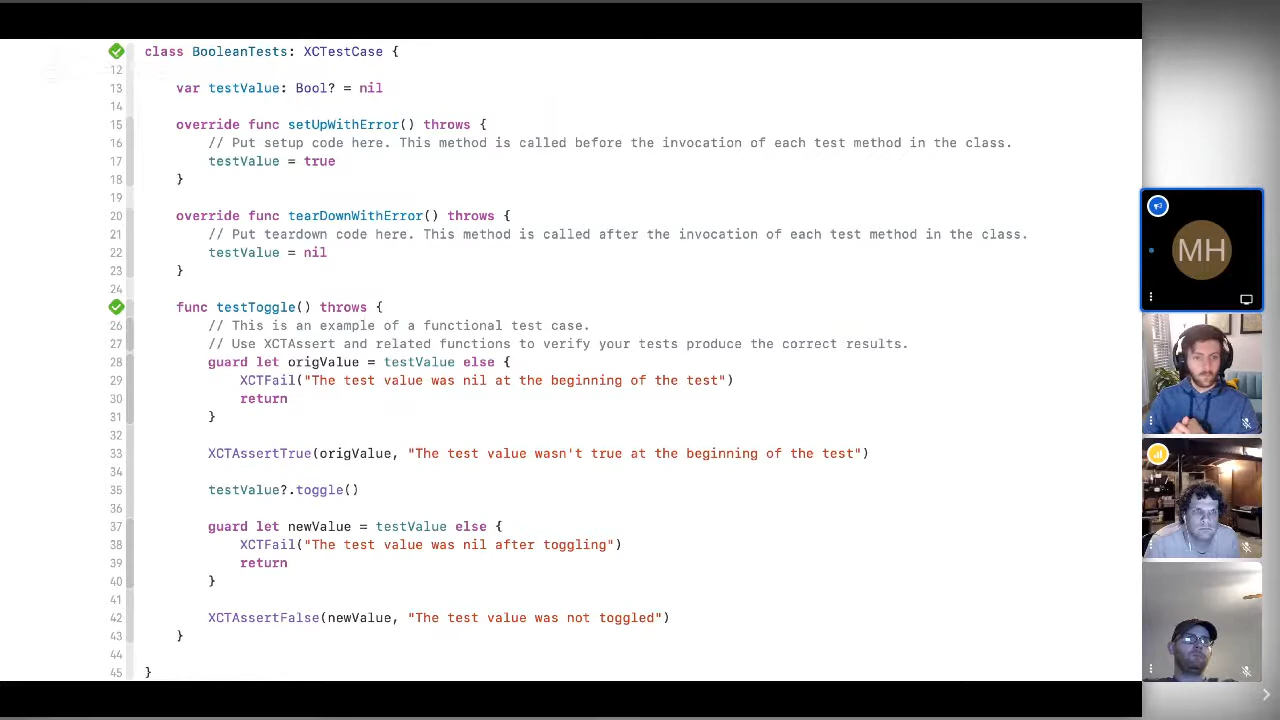 class BooleanTests: XCTestCase {
12
13 var testValue: Bool? = nil
14
15 override func setUpWithError() throws {
16 // Put setup code here. This method is called before the invocation of each test method in the class.
17 testValue = true
18 }
19
20 override func tearDownWithError() throws {
21 // Put teardown code here. This method is called after the invocation of each test method in the class.
22 testValue = nil
23 }
24
func testToggle() throws {
26 // This is an example of a functional test case.
27 // Use XCTAssert and related functions to verify your tests produce the correct results.
28 guard let origValue = testValue else {
29 XCTFail("The test value was nil at the beginning of the test")
30 return
31 }
32
33 XCTAssertTrue(origValue, "The test value wasn't true at the beginning of the test")
34
35 testValue?.toggle()
36
37 guard let newValue = testValue else {
38 XCTFail("The test value was nil after toggling")
39 return
40 }
41
42 XCTAssertFalse(newValue, "The test value was not toggled")
43 }
44
45 }
MH